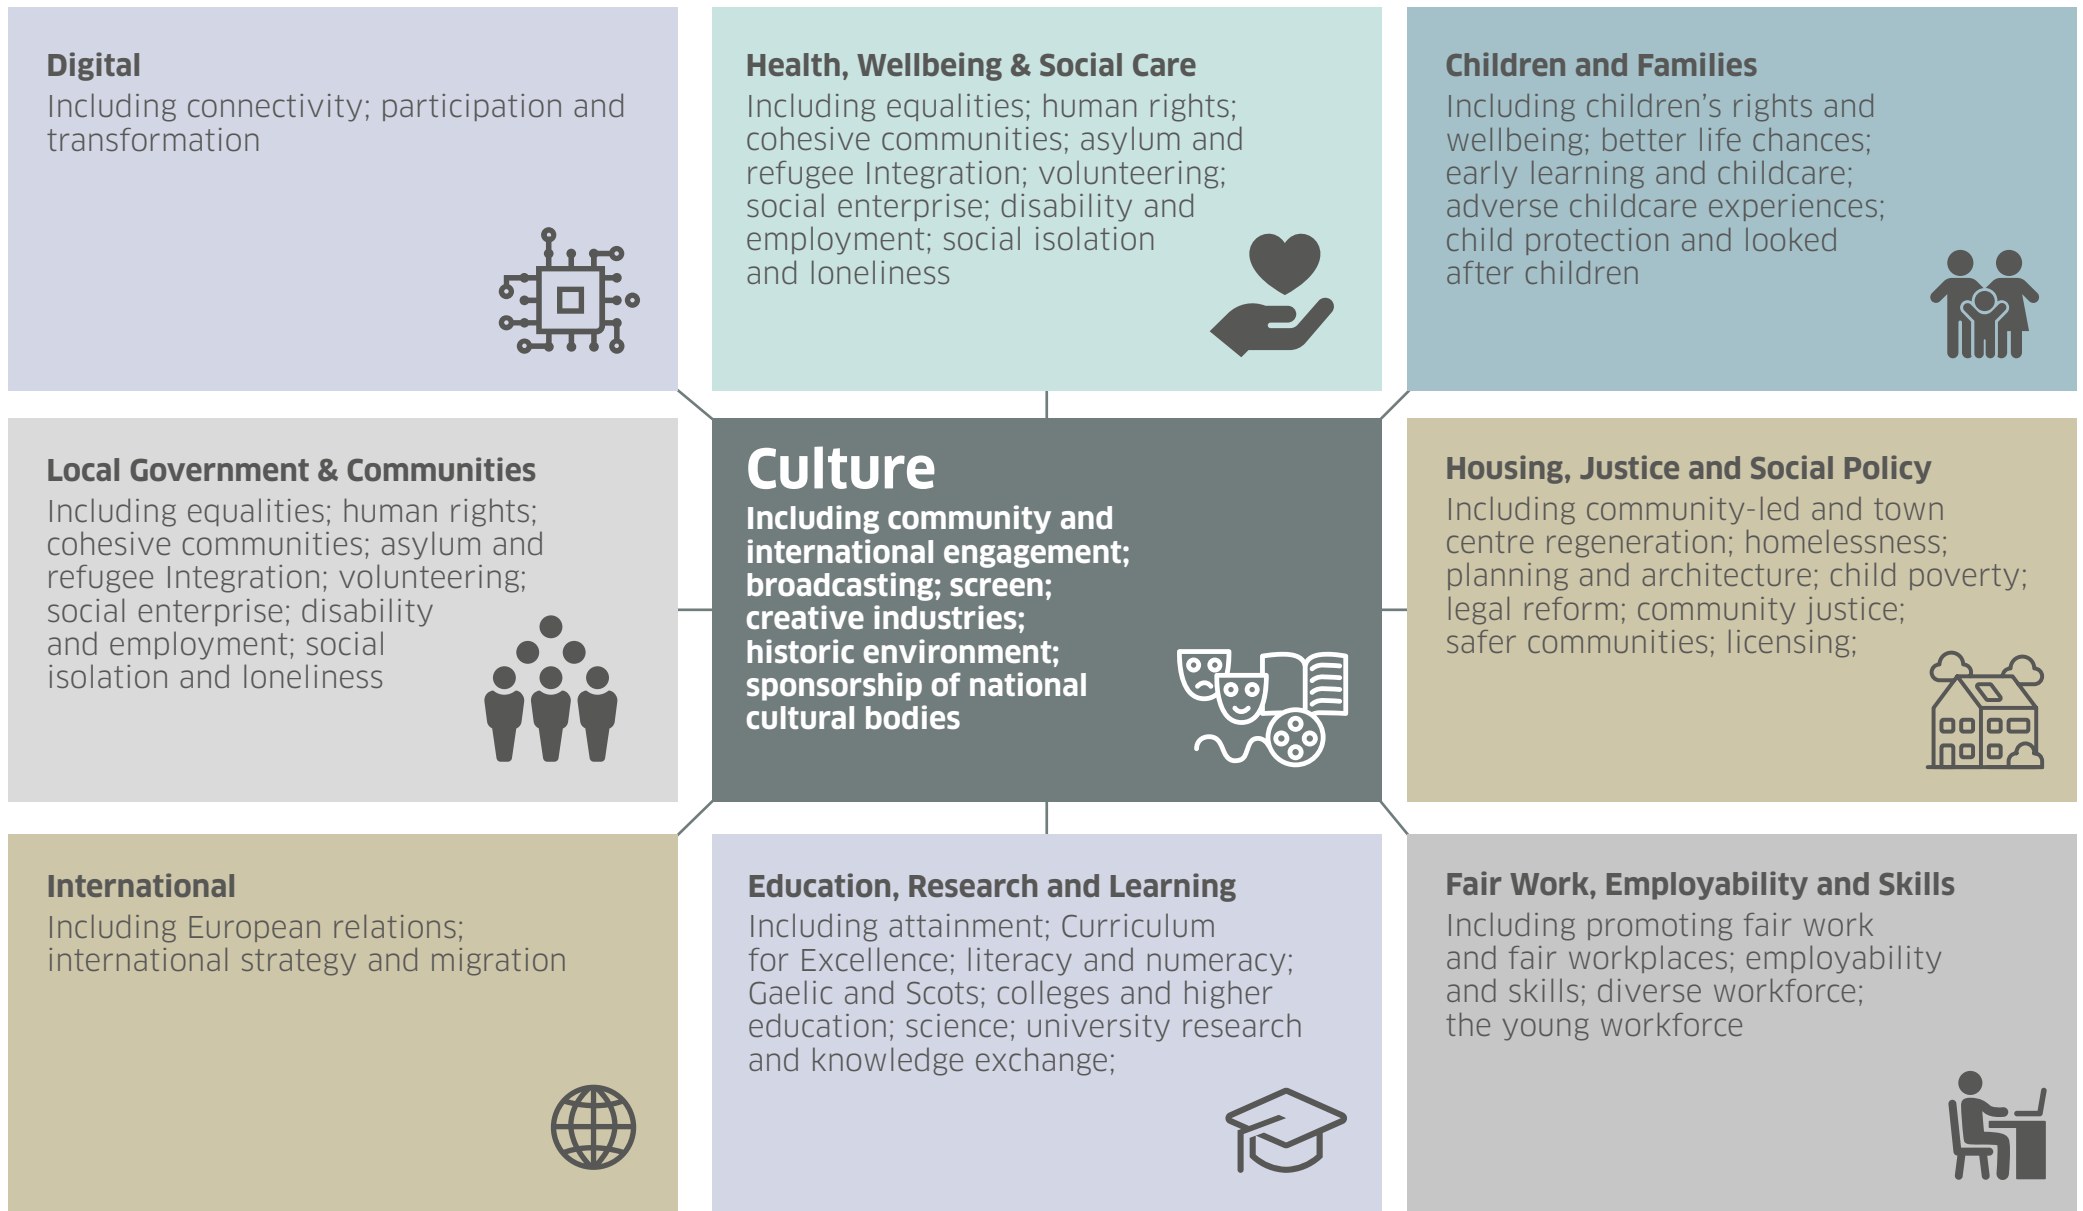 Digital
Including connectivity; participation and
transformation
Health, Wellbeing & Social Care
Including equalities; human rights;
cohesive communities; asylum and
refugee Integration; volunteering;
social enterprise; disability and
employment; social isolation
and loneliness
Children and Families
Including children’s rights and
wellbeing; better life chances;
early learning and childcare;
adverse childcare experiences;
child protection and looked
after children
Local Government & Communities
Including equalities; human rights;
cohesive communities; asylum and
refugee Integration; volunteering;
social enterprise; disability
and employment; social
isolation and loneliness
Culture
Including community and
international engagement;
broadcasting; screen;
creative industries;
historic environment;
sponsorship of national
cultural bodies
Housing, Justice and Social Policy
Including community-led and town
centre regeneration; homelessness;
planning and architecture; child poverty;
legal reform; community justice;
safer communities; licensing;
International
Including European relations;
international strategy and migration
Education, Research and Learning
Including attainment; Curriculum
for Excellence; literacy and numeracy;
Gaelic and Scots; colleges and higher
education; science; university research
and knowledge exchange;
Fair Work, Employability and Skills
Including promoting fair work
and fair workplaces; employability
and skills; diverse workforce;
the young workforce